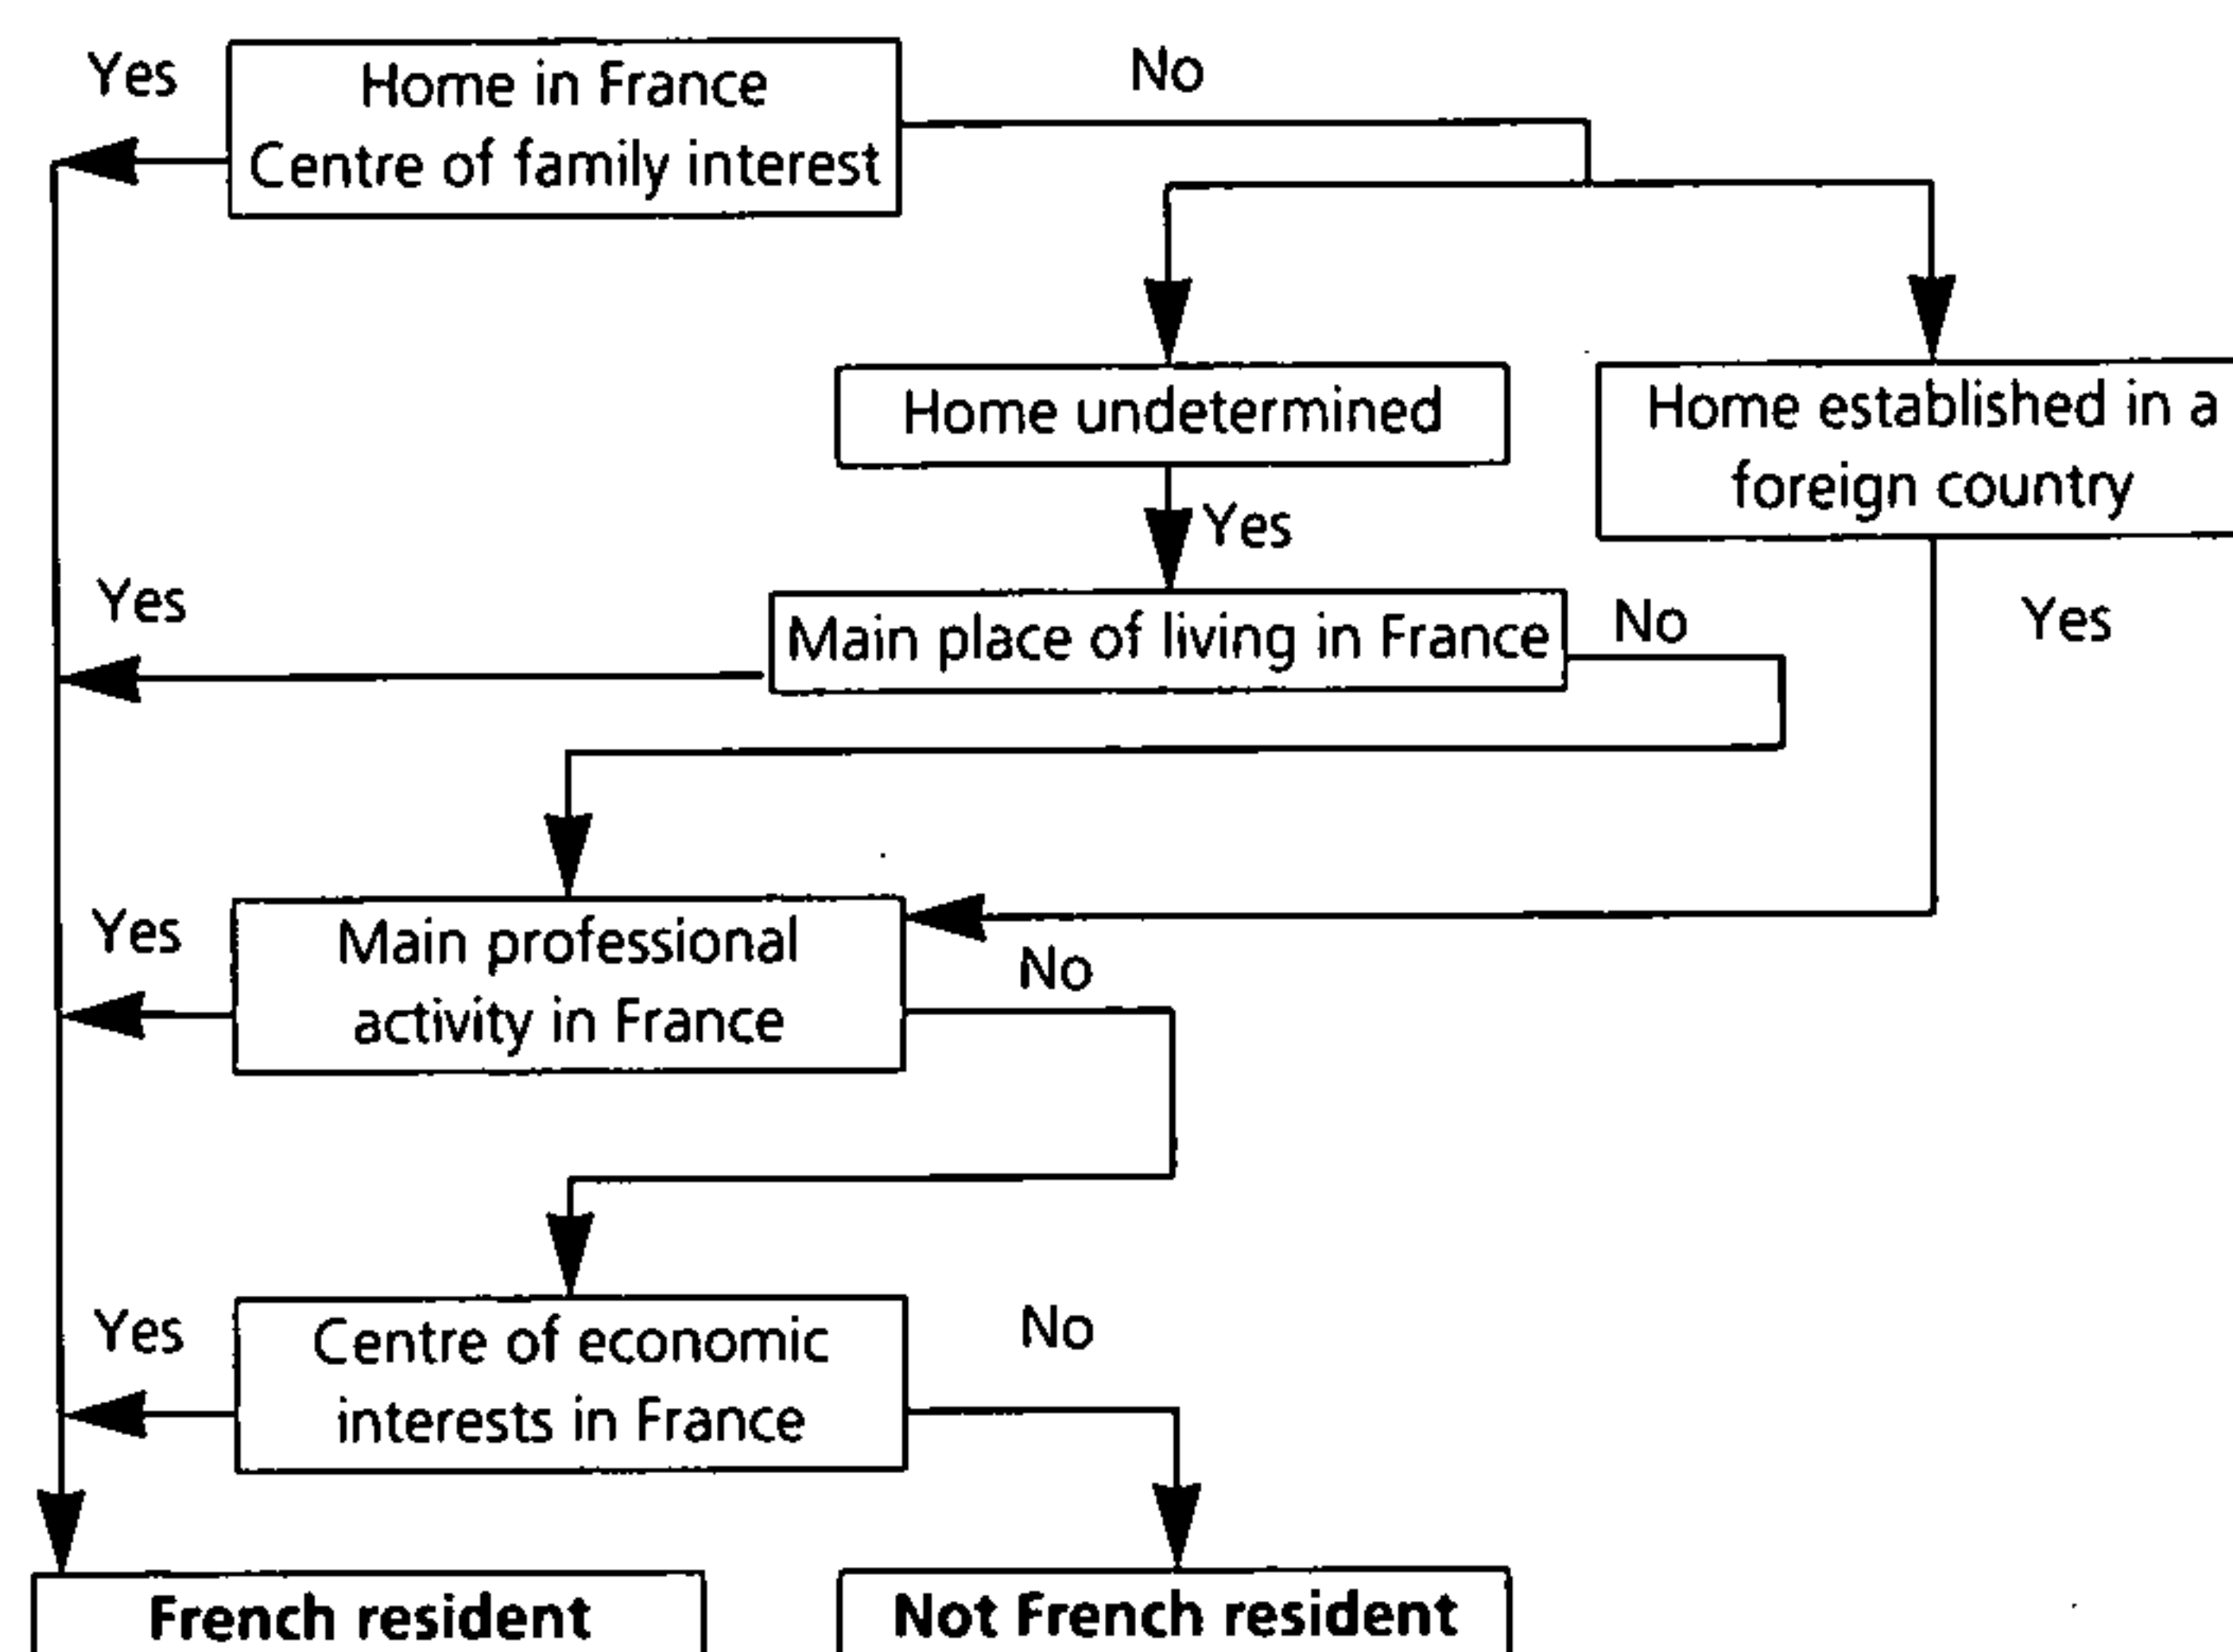 Yes
Home in France
Centre of family interest
No
Home undetermined
Home established in a
foreign country
Yes
Yes
Main place of living in France
No
Yes
Yes
Main professional
activity in France
No
Yes
Centre of economic
interests in France
No
French resident
Not French resident